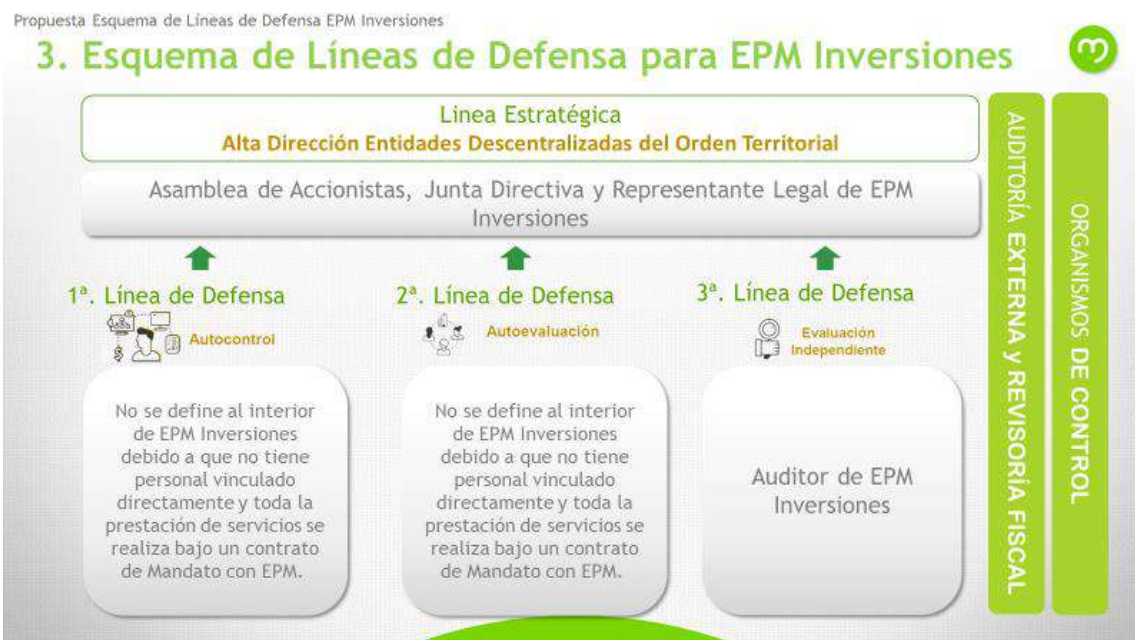 Propuesta Esquema de Líneas de Defensa EPM Inversiones
3. Esquema de Líneas de Defensa para EPM Inversiones
Linea Estratégica
Alta Dirección Entidades Descentralizadas del Orden Territorial
Asamblea de Accionistas, Junta Directiva y Representante Legal de EPM
Inversiones
1ª. Línea de Defensa
Autocontrol
No se define al interior
de EPM Inversiones
debido a que no tiene
personal vinculado
directamente y toda la
prestación de servicios se
realiza bajo un contrato
de Mandato con EPM.
2ª. Línea de Defensa
Autoevaluación
No se define al interior
de EPM Inversiones
debido a que no tiene
personal vinculado
directamente y toda la
prestación de servicios se
realiza bajo un contrato
de Mandato con EPM.
3ª. Línea de Defensa
Evaluación
Independiente
Auditor de EPM
Inversiones
AUDITORÍA EXTERNA y REVISORÍA FISCAL
ORGANISMOS DE CONTROL